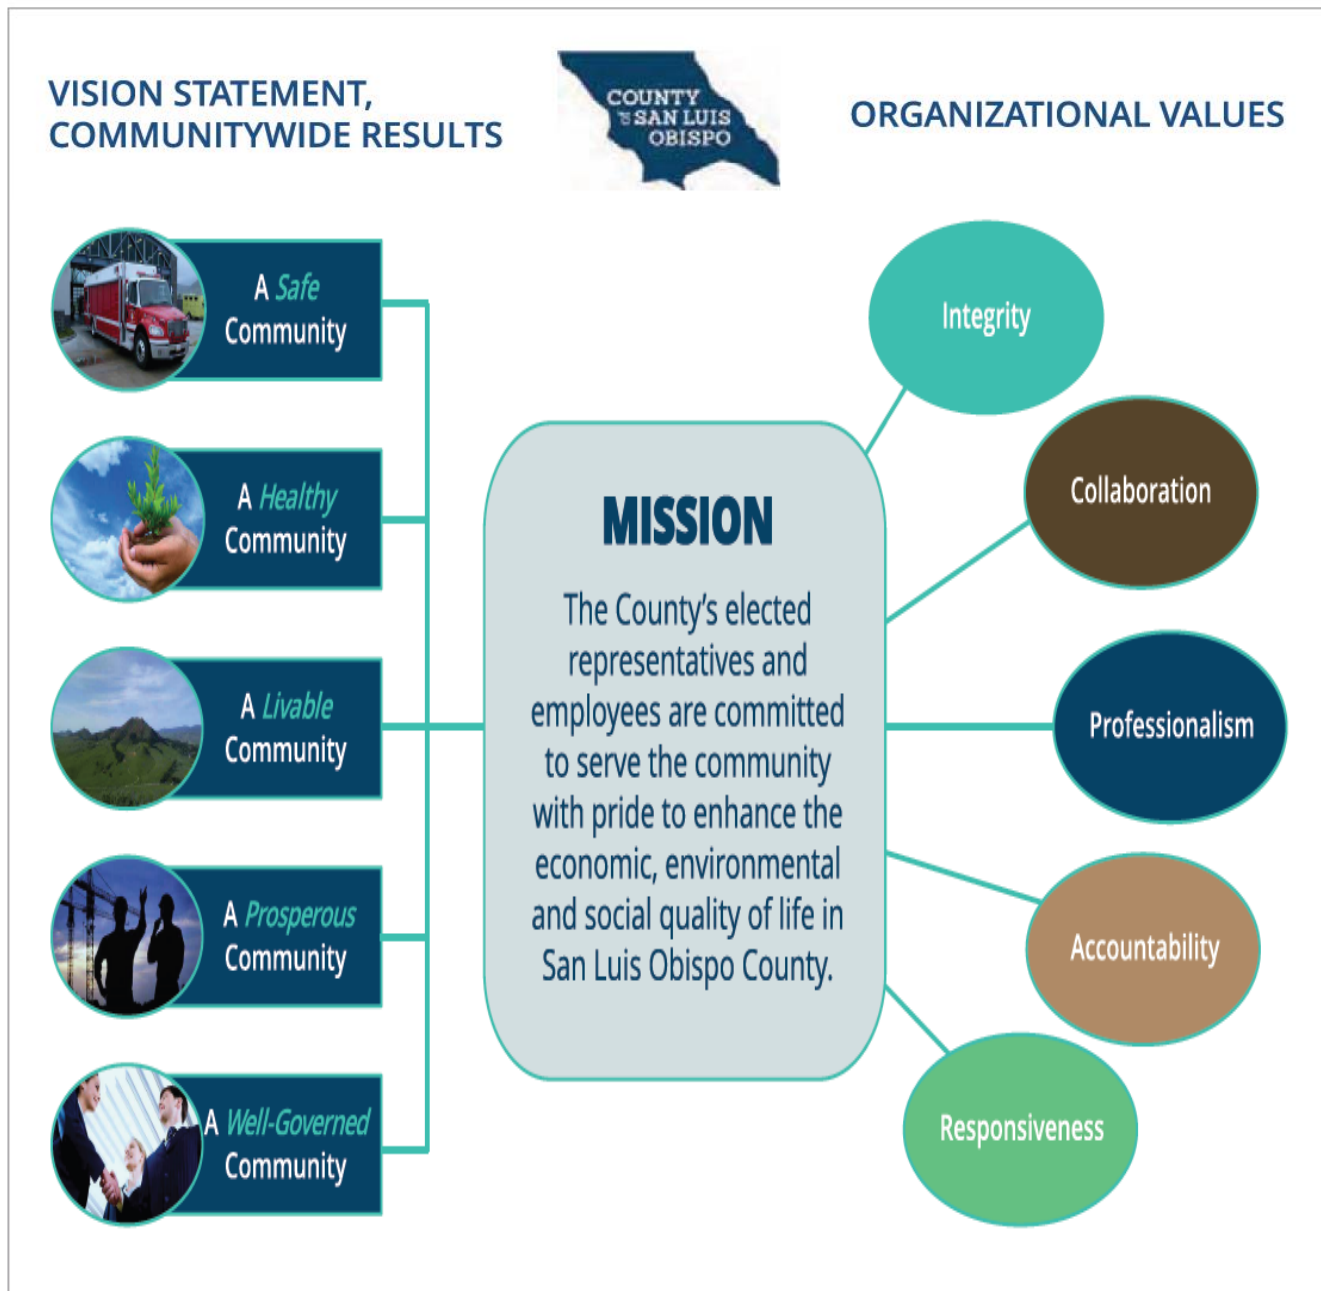 VISION STATEMENT,
COMMUNITYWIDE RESULTS
COUNTY
OF SAN LUIS
OBISPO
ORGANIZATIONAL VALUES
A Safe
Community
A Healthy
Community
A Livable
Community
A Prosperous
Community
A Well-Governed
Community
MISSION
The County’s elected
representatives and
employees are committed
to serve the community
with pride to enhance the
economic, environmental
and social quality of life in
San Luis Obispo County.
Integrity
Collaboration
Professionalism
Accountability
Responsiveness